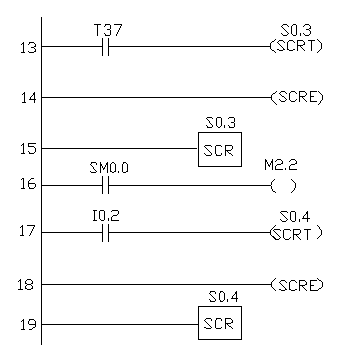 T37 S0.3
13 (SCRT)
14 (SCRE)
S0.3
15 SCR
SM0.0 M2.2
16 ( )
I0.2 S0.4
17 (SCRT)
18 (SCRE)
S0.4
19 SCR